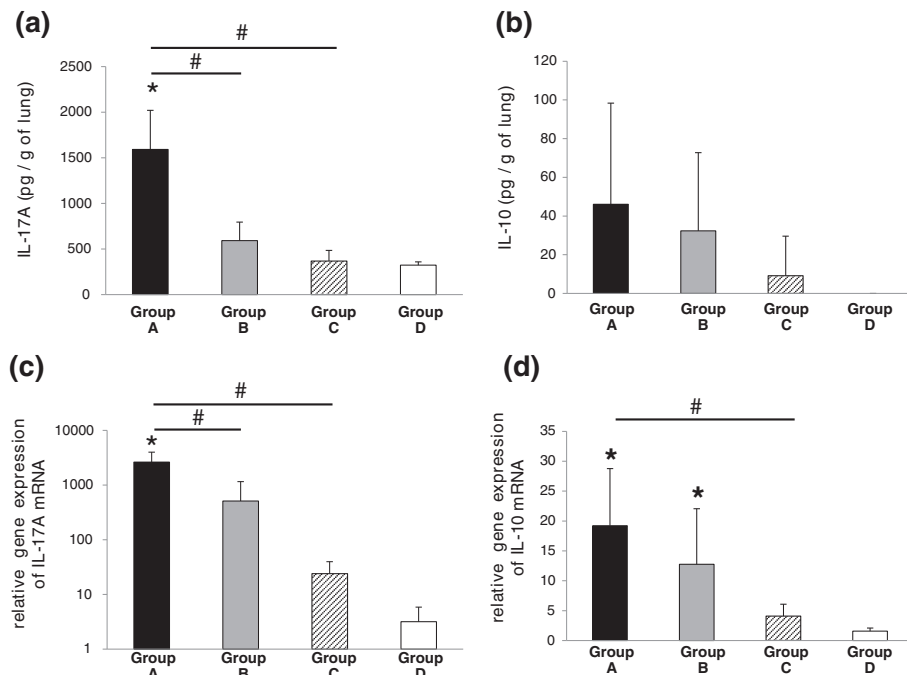 (a)
#
#
*
2500
2000
1500
1000
500
0
IL-17A (pg / g of lung)
Group A
Group B
Group C
Group D
(b)
120
100
80
60
40
20
0
IL-10 (pg / g of lung)
Group A
Group B
Group C
Group D
(c)
#
#
*
10000
1000
100
10
1
relative gene expression
of IL-17A mRNA
Group A
Group B
Group C
Group D
(d)
#
*
*
35
30
25
20
15
10
5
0
relative gene expression
of IL-10 mRNA
Group A
Group B
Group C
Group D